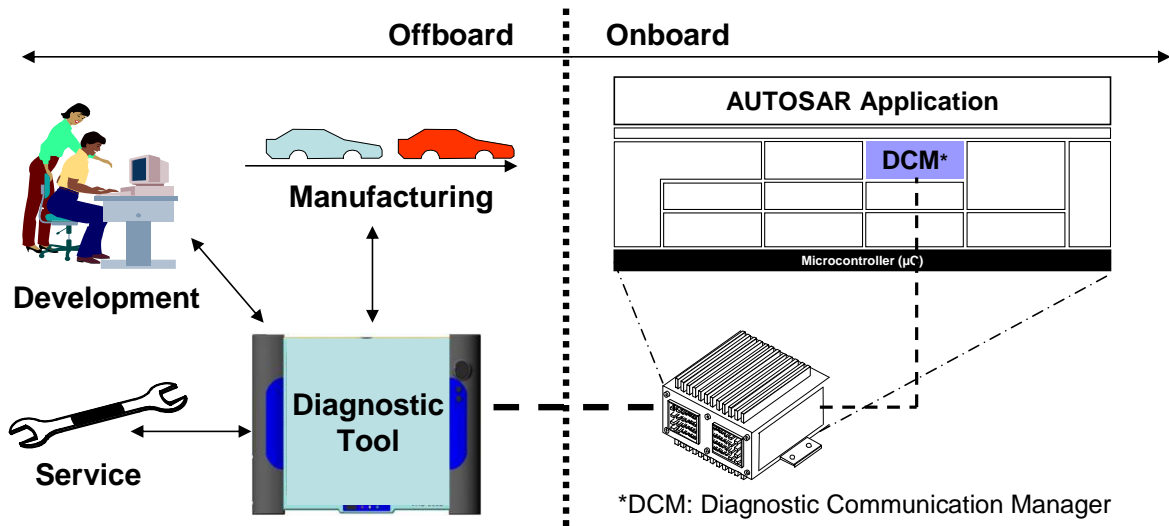 Offboard
Onboard
AUTOSAR Application
DCM*
Manufacturing
Microcontroller (µC)
Development
Diagnostic
Tool
Service
*DCM: Diagnostic Communication Manager